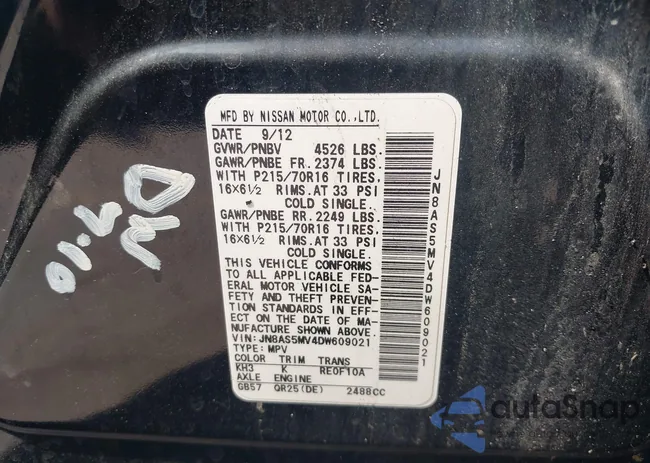 MFD BY NISSAN MOTOR CO.,LTD.
DATE 9/12
GVWR/PNBV 4526 LBS.
GAWR/PNBE FR. 2374 LBS.
WITH P215/70R16 TIRES.
16X6½ RIMS.AT 33 PSI
COLD SINGLE.
GAWR/PNBE RR. 2249 LBS.
WITH P215/70R16 TIRES.
16X6½ RIMS.AT 33 PSI
COLD SINGLE.
THIS VEHICLE CONFORMS
TO ALL APPLICABLE FED-
ERAL MOTOR VEHICLE SA-
FETY AND THEFT PREVEN-
TION STANDARDS IN EFF-
ECT ON THE DATE OF MA-
NUFACTURE SHOWN ABOVE.
VIN: JN8AS5MV4DW609021
TYPE: MPV
COLOR TRIM TRANS
KH3 K RE0F10A
AXLE ENGINE
GB57 QR25(DE) 2488CC
JN8AS5MV4DW609021
autoSnap